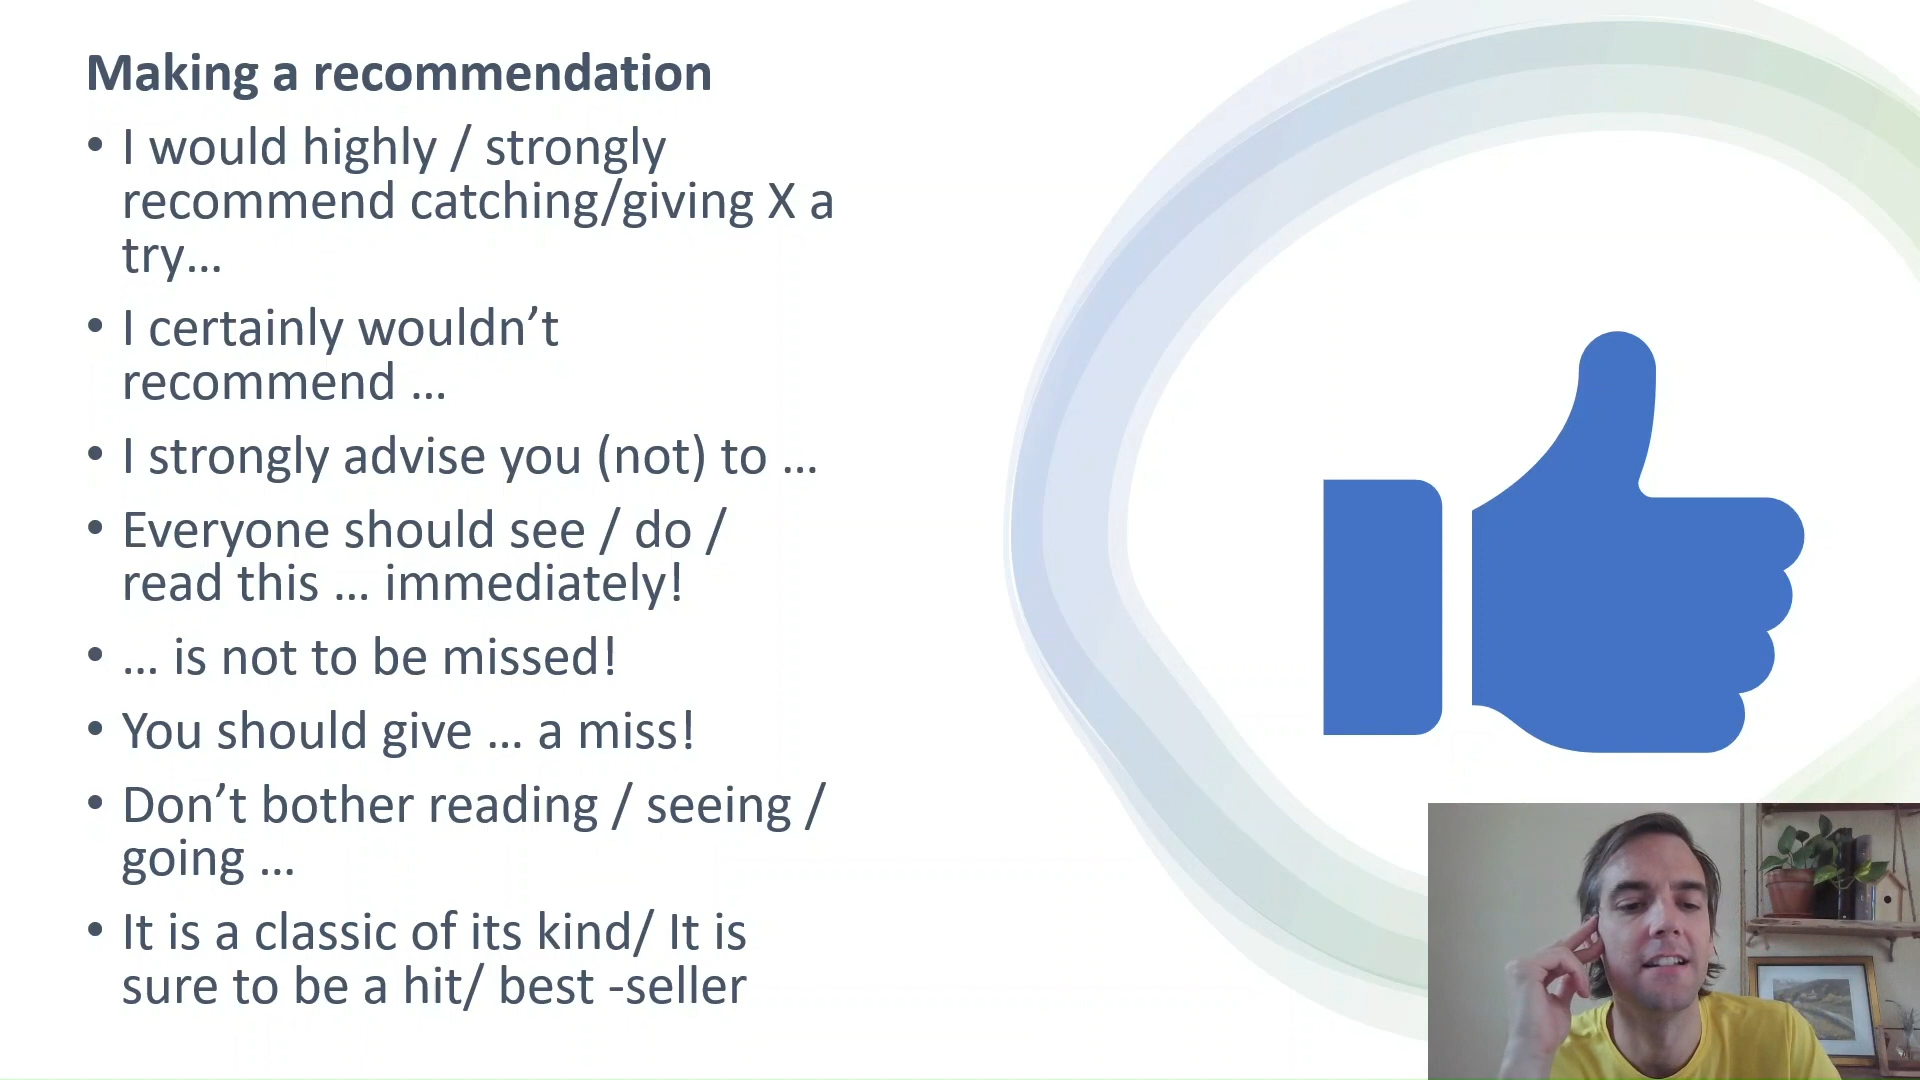 Making a recommendation
• I would highly / strongly
recommend catching/giving X a
try…
• I certainly wouldn’t
recommend …
• I strongly advise you (not) to …
• Everyone should see / do /
read this … immediately!
• … is not to be missed!
• You should give … a miss!
• Don’t bother reading / seeing /
going …
• It is a classic of its kind/ It is
sure to be a hit/ best -seller